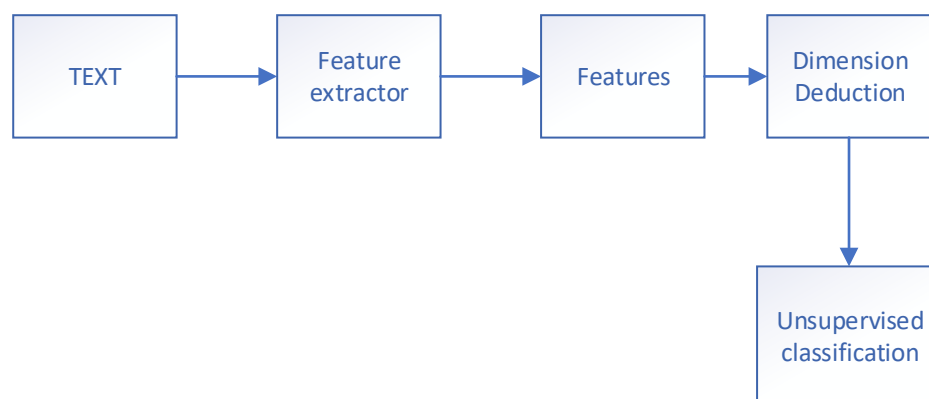 TEXT
Feature
extractor
Features
Dimension
Deduction
Unsupervised
classification